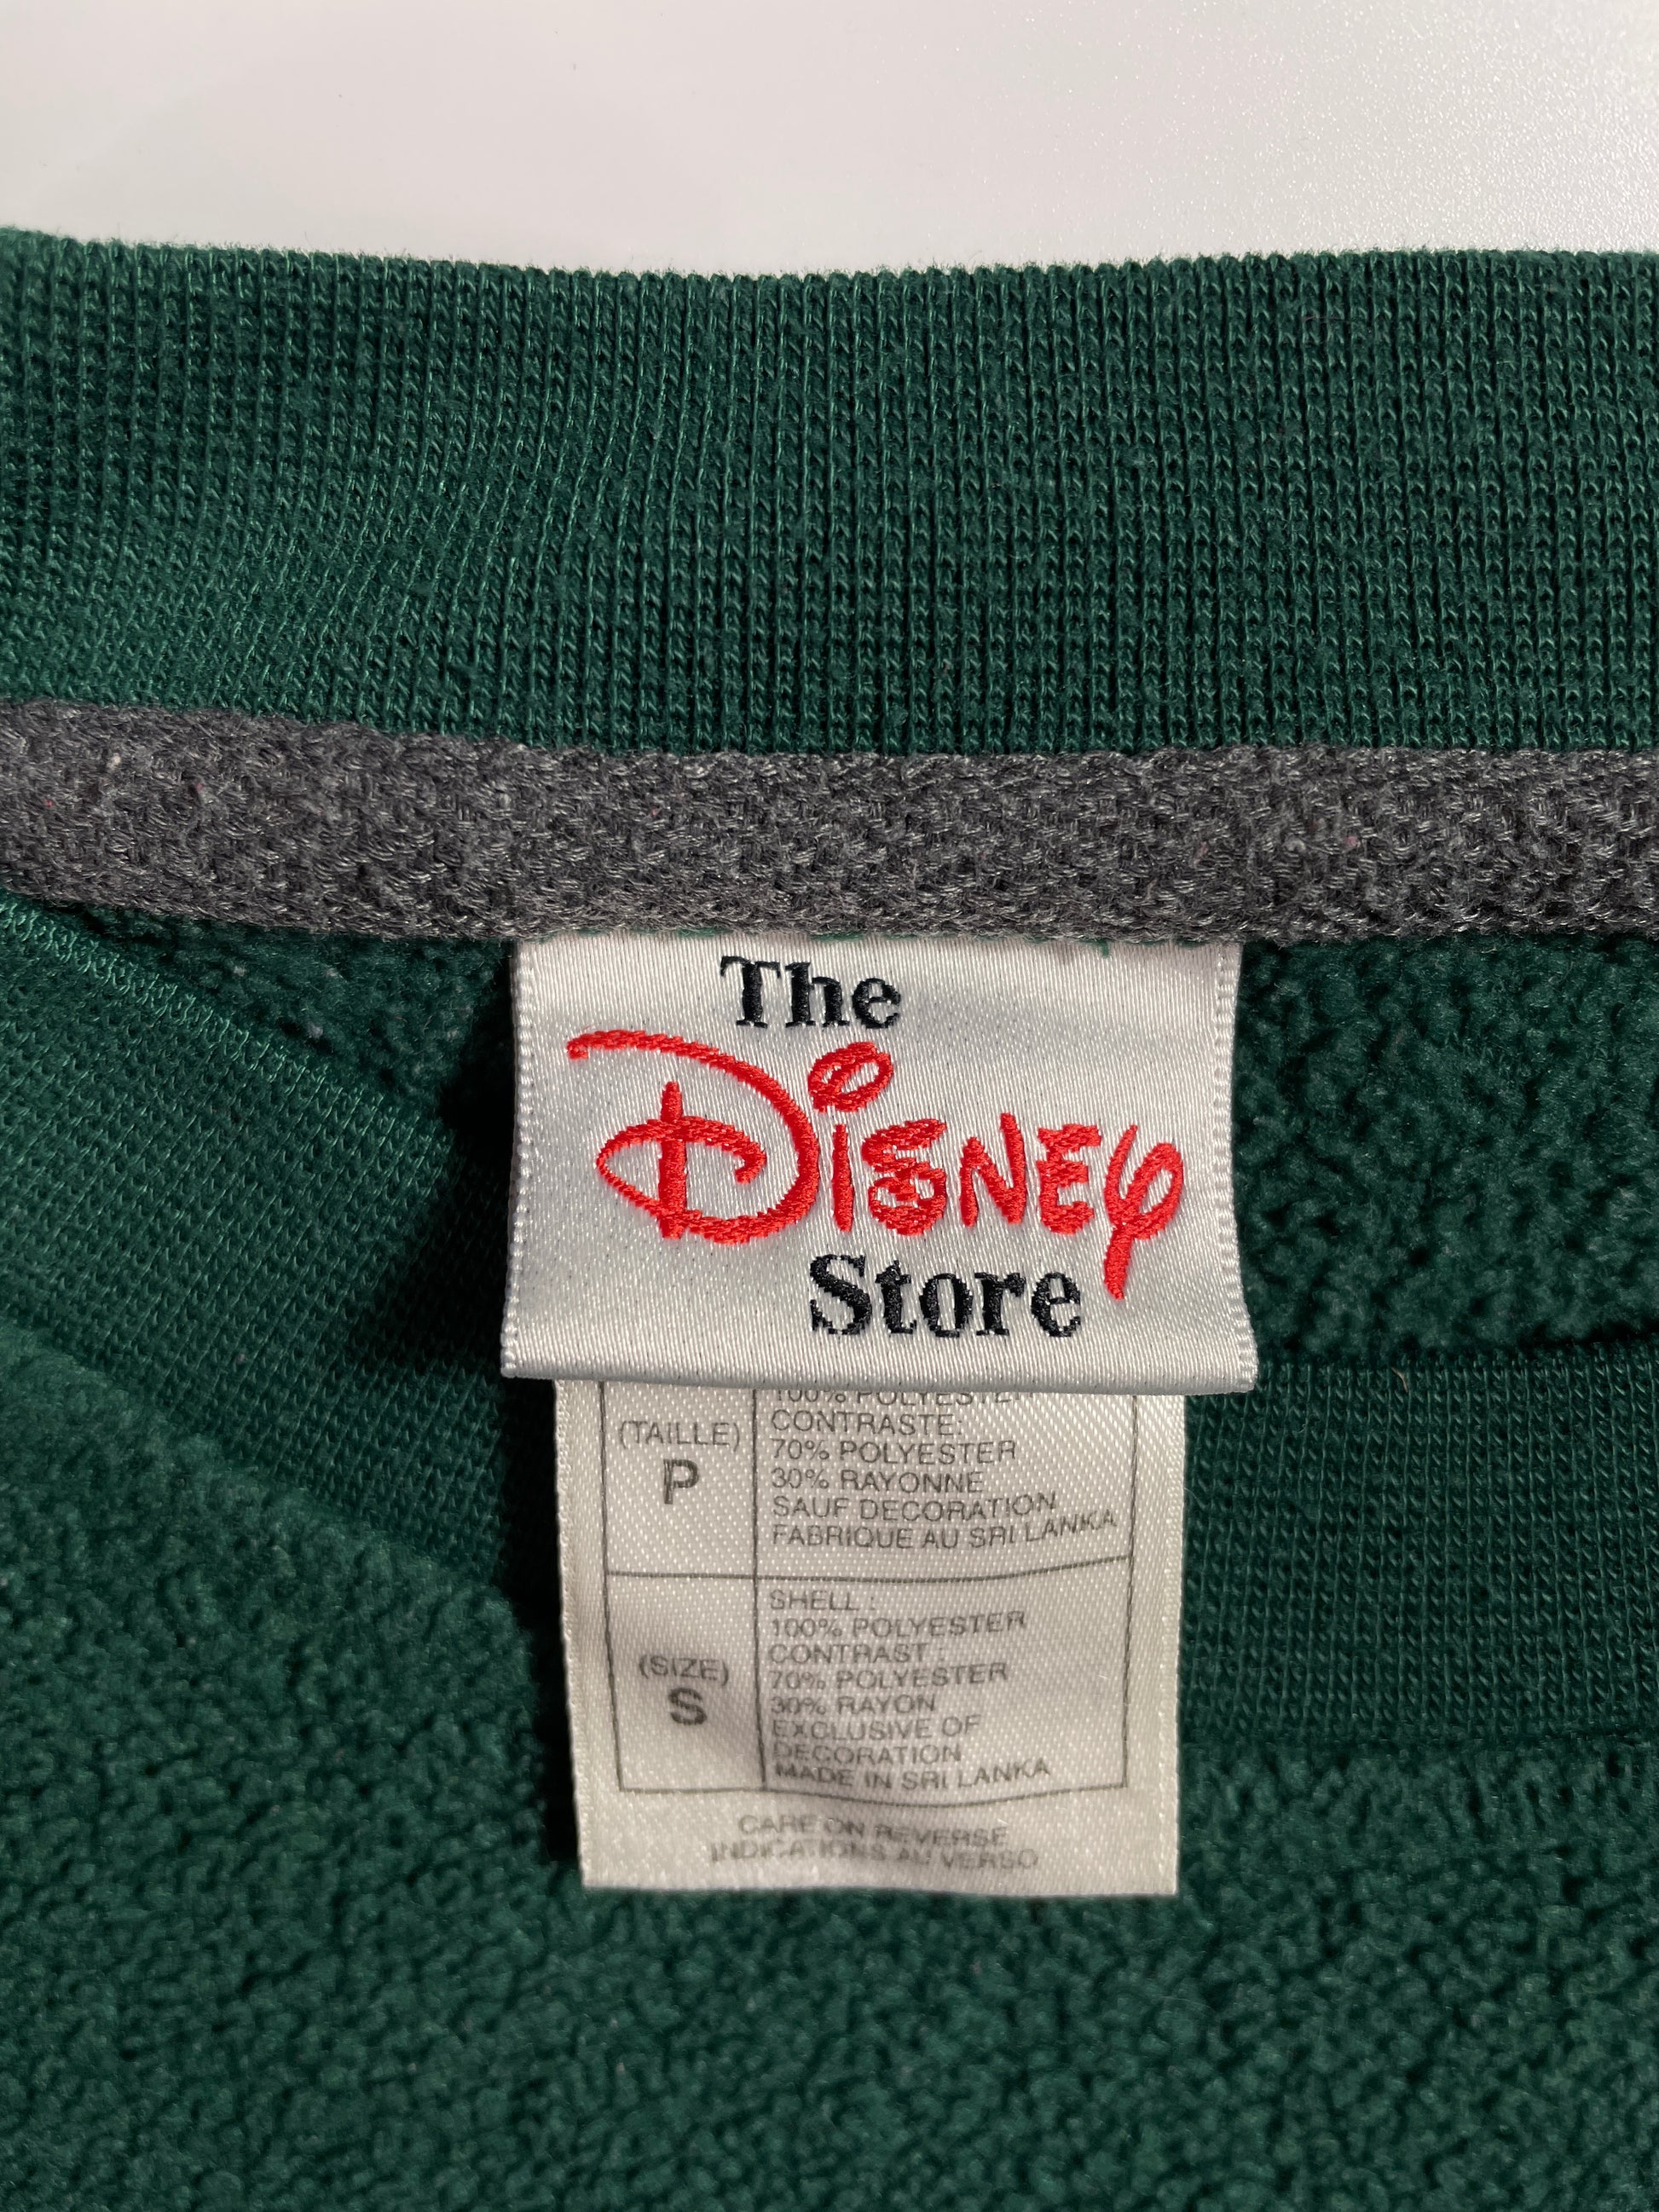 The
Disney
Store
100% POLYESTE
(TAILLE)
P
CONTRASTE:
70% POLYESTER
30% RAYONNE
SAUF DECORATION
FABRIQUE AU SRI LANKA
(SIZE)
S
SHELL :
100% POLYESTER
CONTRAST :
70% POLYESTER
30% RAYON
EXCLUSIVE OF
DECORATION
MADE IN SRI LANKA
CARE ON REVERSE
INDICATIONS AU VERSO